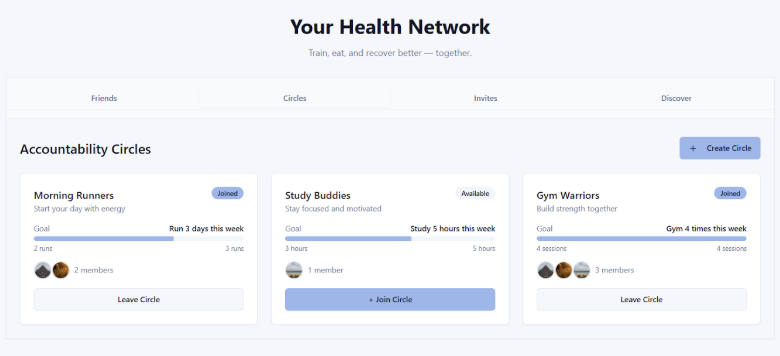 Your Health Network
Train, eat, and recover better — together.
Friends Circles Invites Discover
Accountability Circles
+ Create Circle
Morning Runners
Joined
Start your day with energy
Goal Run 3 days this week
2 runs 3 runs
2 members
Leave Circle
Study Buddies
Available
Stay focused and motivated
Goal Study 5 hours this week
3 hours 5 hours
1 member
+ Join Circle
Gym Warriors
Joined
Build strength together
Goal Gym 4 times this week
4 sessions 4 sessions
3 members
Leave Circle